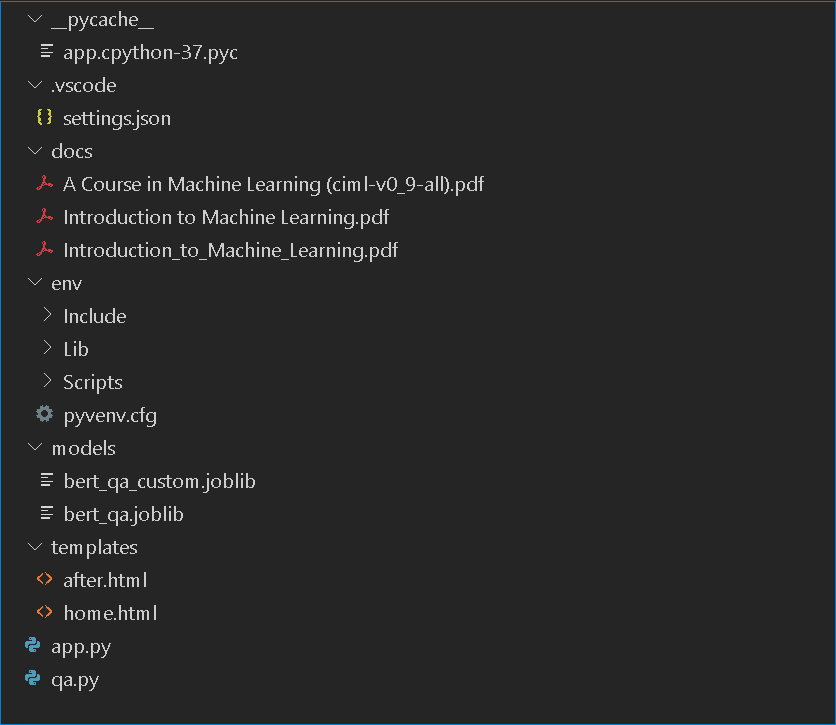 __pycache__
app.cpython-37.pyc
.vscode
{} settings.json
docs
A Course in Machine Learning (ciml-v0_9-all).pdf
Introduction to Machine Learning.pdf
Introduction_to_Machine_Learning.pdf
env
Include
Lib
Scripts
pyvenv.cfg
models
bert_qa_custom.joblib
bert_qa.joblib
templates
<> after.html
<> home.html
app.py
qa.py